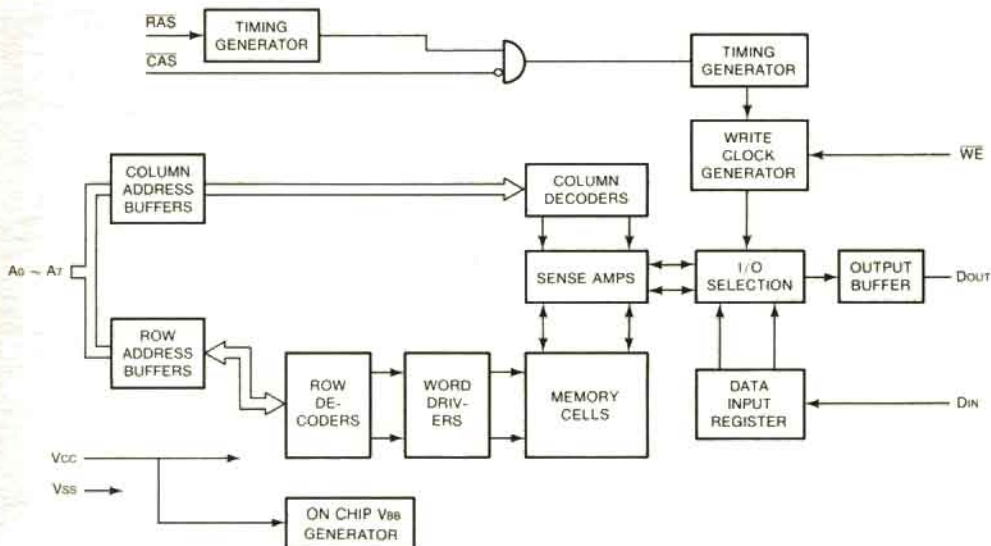 RAS
TIMING
GENERATOR
CAS
TIMING
GENERATOR
WRITE
CLOCK
GENERATOR
WE
COLUMN
ADDRESS
BUFFERS
COLUMN
DECODERS
A0 ~ A7
SENSE AMPS
I/O
SELECTION
OUTPUT
BUFFER
DOUT
ROW
ADDRESS
BUFFERS
ROW
DE-
CODERS
WORD
DRIV-
ERS
MEMORY
CELLS
DATA
INPUT
REGISTER
DIN
VCC
VSS
ON CHIP VBB
GENERATOR